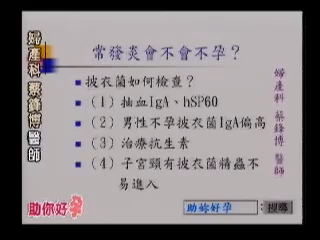 常發炎會不會不孕？
披衣菌如何檢查？
（1）抽血IgA、hSP60
（2）男性不孕披衣菌IgA偏高
（3）治療抗生素
（4）子宮頸有披衣菌精蟲不
易進入
婦產科 蔡鋒博 醫師
婦產科 蔡鋒博 醫師
助你好孕
助妳好孕 ： 搜尋